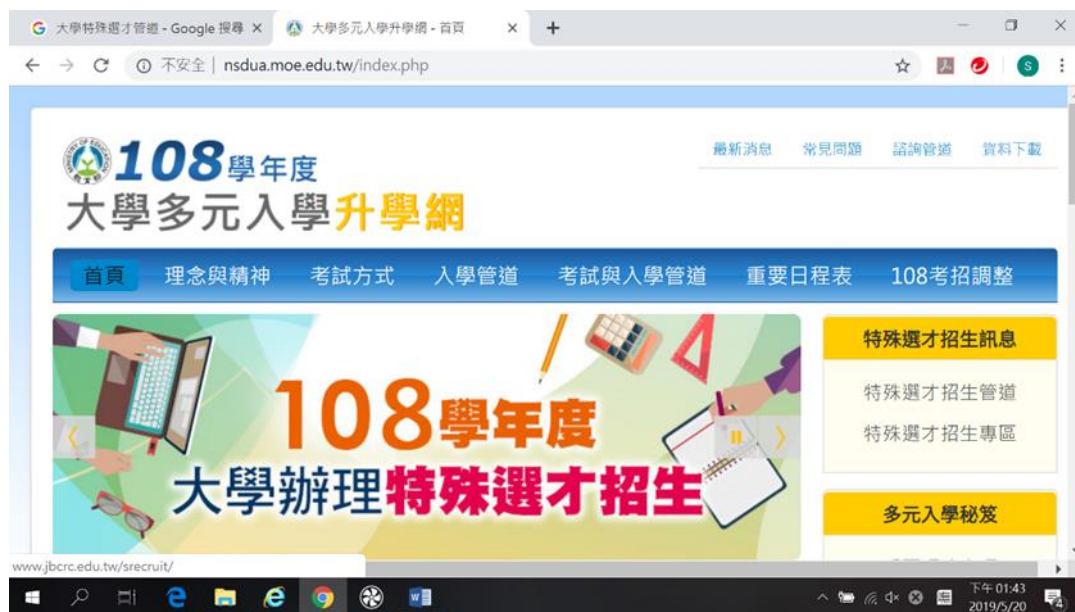 大學特殊選才管道 - Google 搜尋
大學多元入學升學網 - 首頁
不安全 | nsdua.moe.edu.tw/index.php
S
最新消息 常見問題 諮詢管道 資料下載
108學年度
大學多元入學升學網
首頁 理念與精神 考試方式 入學管道 考試與入學管道 重要日程表 108考招調整
108學年度
大學辦理特殊選才招生
特殊選才招生訊息
特殊選才招生管道
特殊選才招生專區
多元入學秘笈
www.jbcrc.edu.tw/srecruit/
下午 01:43
2019/5/20